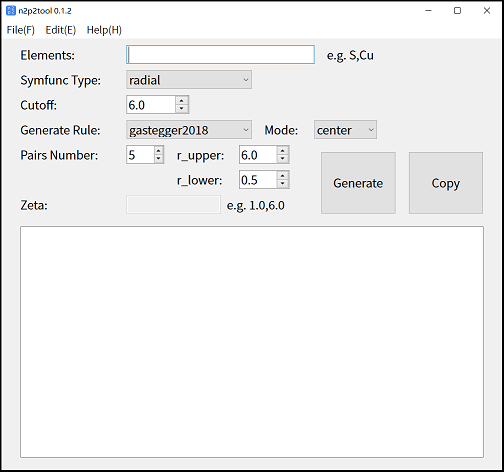 n2p2tool 0.1.2
File(F) Edit(E) Help(H)
Elements: e.g. S,Cu
Symfunc Type: radial
Cutoff: 6.0
Generate Rule: gastegger2018 Mode: center
Pairs Number: 5 r_upper: 6.0
r_lower: 0.5
Generate Copy
Zeta: e.g. 1.0,6.0